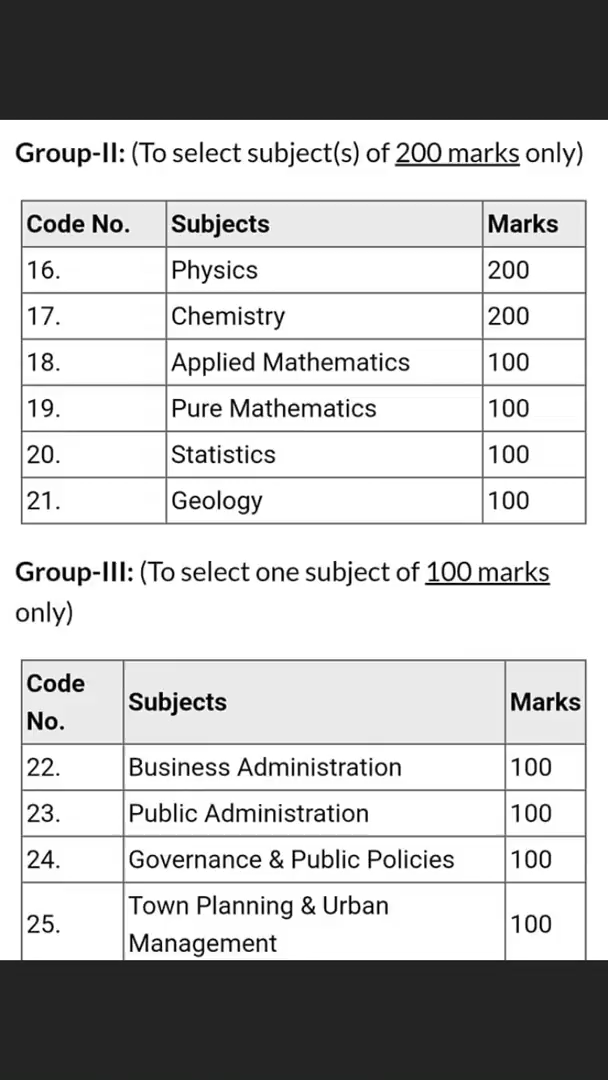 Group-II: (To select subject(s) of 200 marks only)
Code No. Subjects Marks
16. Physics 200
17. Chemistry 200
18. Applied Mathematics 100
19. Pure Mathematics 100
20. Statistics 100
21. Geology 100
Group-III: (To select one subject of 100 marks
only)
Code
No. Subjects Marks
22. Business Administration 100
23. Public Administration 100
24. Governance & Public Policies 100
25. Town Planning & Urban
Management 100